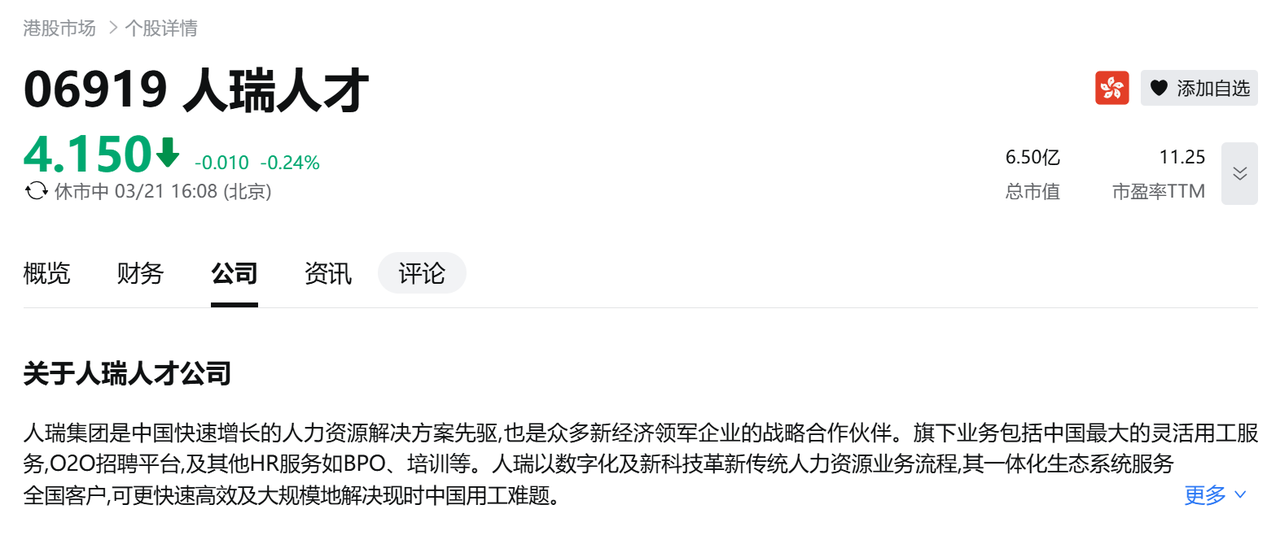 港股市场 > 个股详情
06919 人瑞人才
添加自选
4.150 -0.010 -0.24%
休市中 03/21 16:08 (北京)
6.50亿 11.25
总市值 市盈率TTM
概览 财务 公司 资讯 评论
关于人瑞人才公司
人瑞集团是中国快速增长的人力资源解决方案先驱,也是众多新经济领军企业的战略合作伙伴。旗下业务包括中国最大的灵活用工服
务,O2O招聘平台,及其他HR服务如BPO、培训等。人瑞以数字化及新科技革新传统人力资源业务流程,其一体化生态系统服务
全国客户,可更快速高效及大规模地解决现时中国用工难题。
更多